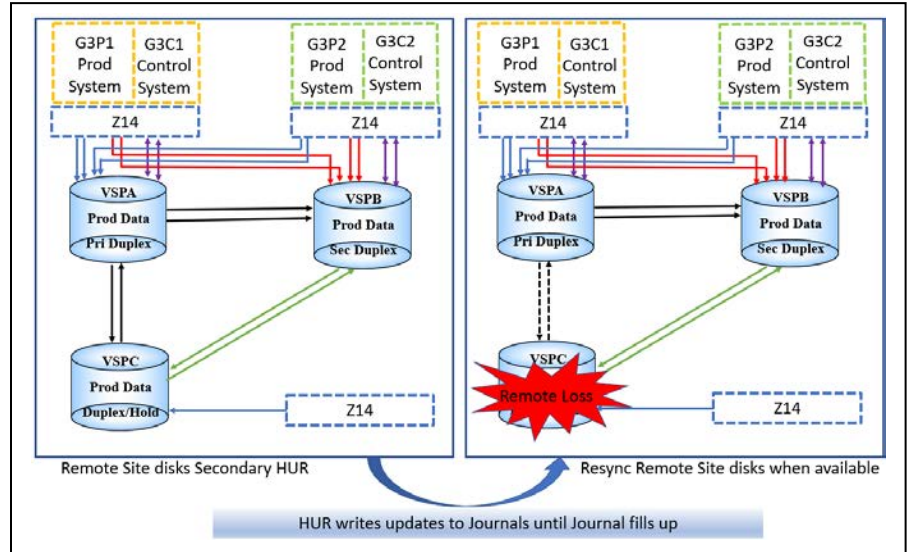 G3P1
Prod
System
G3C1
Control
System
G3P2
Prod
System
G3C2
Control
System
Z14
Z14
VSPA
Prod Data
Pri Duplex
VSPB
Prod Data
Sec Duplex
VSPC
Prod Data
Duplex/Hold
Z14
Remote Site disks Secondary HUR
G3P1
Prod
System
G3C1
Control
System
G3P2
Prod
System
G3C2
Control
System
Z14
Z14
VSPA
Prod Data
Pri Duplex
VSPB
Prod Data
Sec Duplex
VSPC
Remote Loss
Z14
Resync Remote Site disks when available
HUR writes updates to Journals until Journal fills up